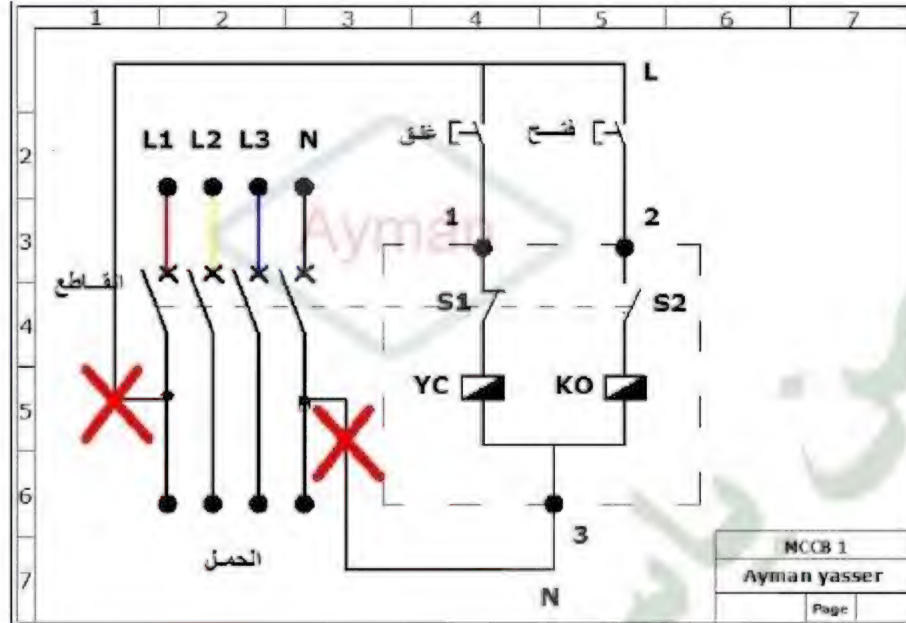 1 2 3 4 5 6 7
L
L1 L2 L3 N
غلق
فتح
2
1
2
3
Ayman
القاطع
S1
S2
4
YC
KO
5
6
3
الحمل
7
N
MCCB 1
Ayman yasser
Page